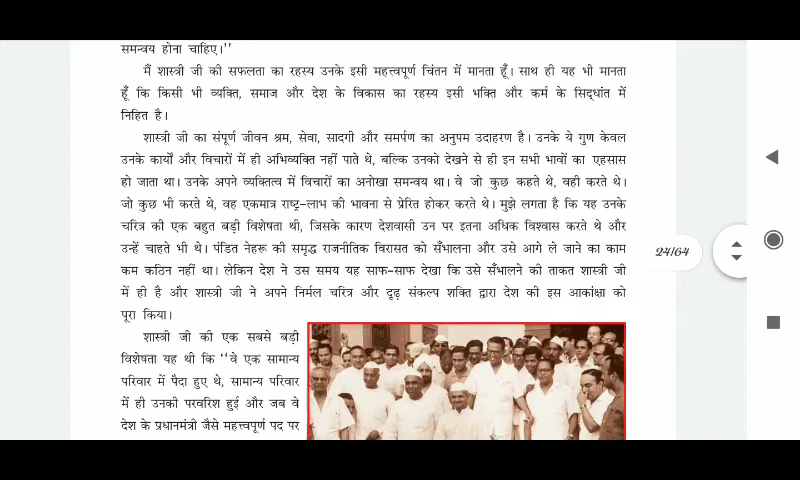 समन्वय होना चाहिए।''
मैं शास्त्री जी की सफलता का रहस्य उनके इसी महत्त्वपूर्ण चिंतन में मानता हूँ। साथ ही यह भी मानता
हूँ कि किसी भी व्यक्ति, समाज और देश के विकास का रहस्य इसी भक्ति और कर्म के सिद्धांत में
निहित है।
शास्त्री जी का संपूर्ण जीवन श्रम, सेवा, सादगी और समर्पण का अनुपम उदाहरण है। उनके ये गुण केवल
उनके कार्यों और विचारों में ही अभिव्यक्ति नहीं पाते थे, बल्कि उनको देखने से ही इन सभी भावों का एहसास
हो जाता था। उनके अपने व्यक्तित्व में विचारों का अनोखा समन्वय था। वे जो कुछ कहते थे, वही करते थे।
जो कुछ भी करते थे, वह एकमात्र राष्ट्र-लाभ की भावना से प्रेरित होकर करते थे। मुझे लगता है कि यह उनके
चरित्र की एक बहुत बड़ी विशेषता थी, जिसके कारण देशवासी उन पर इतना अधिक विश्वास करते थे और
उन्हें चाहते भी थे। पंडित नेहरू की समृद्ध राजनीतिक विरासत को सँभालना और उसे आगे ले जाने का काम
कम कठिन नहीं था। लेकिन देश ने उस समय यह साफ-साफ देखा कि उसे सँभालने की ताकत शास्त्री जी
में ही है और शास्त्री जी ने अपने निर्मल चरित्र और दृढ़ संकल्प शक्ति द्वारा देश की इस आकांक्षा को
पूरा किया।
शास्त्री जी की एक सबसे बड़ी
विशेषता यह थी कि ''वे एक सामान्य
परिवार में पैदा हुए थे, सामान्य परिवार
में ही उनकी परवरिश हुई और जब वे
देश के प्रधानमंत्री जैसे महत्त्वपूर्ण पद पर
24/64